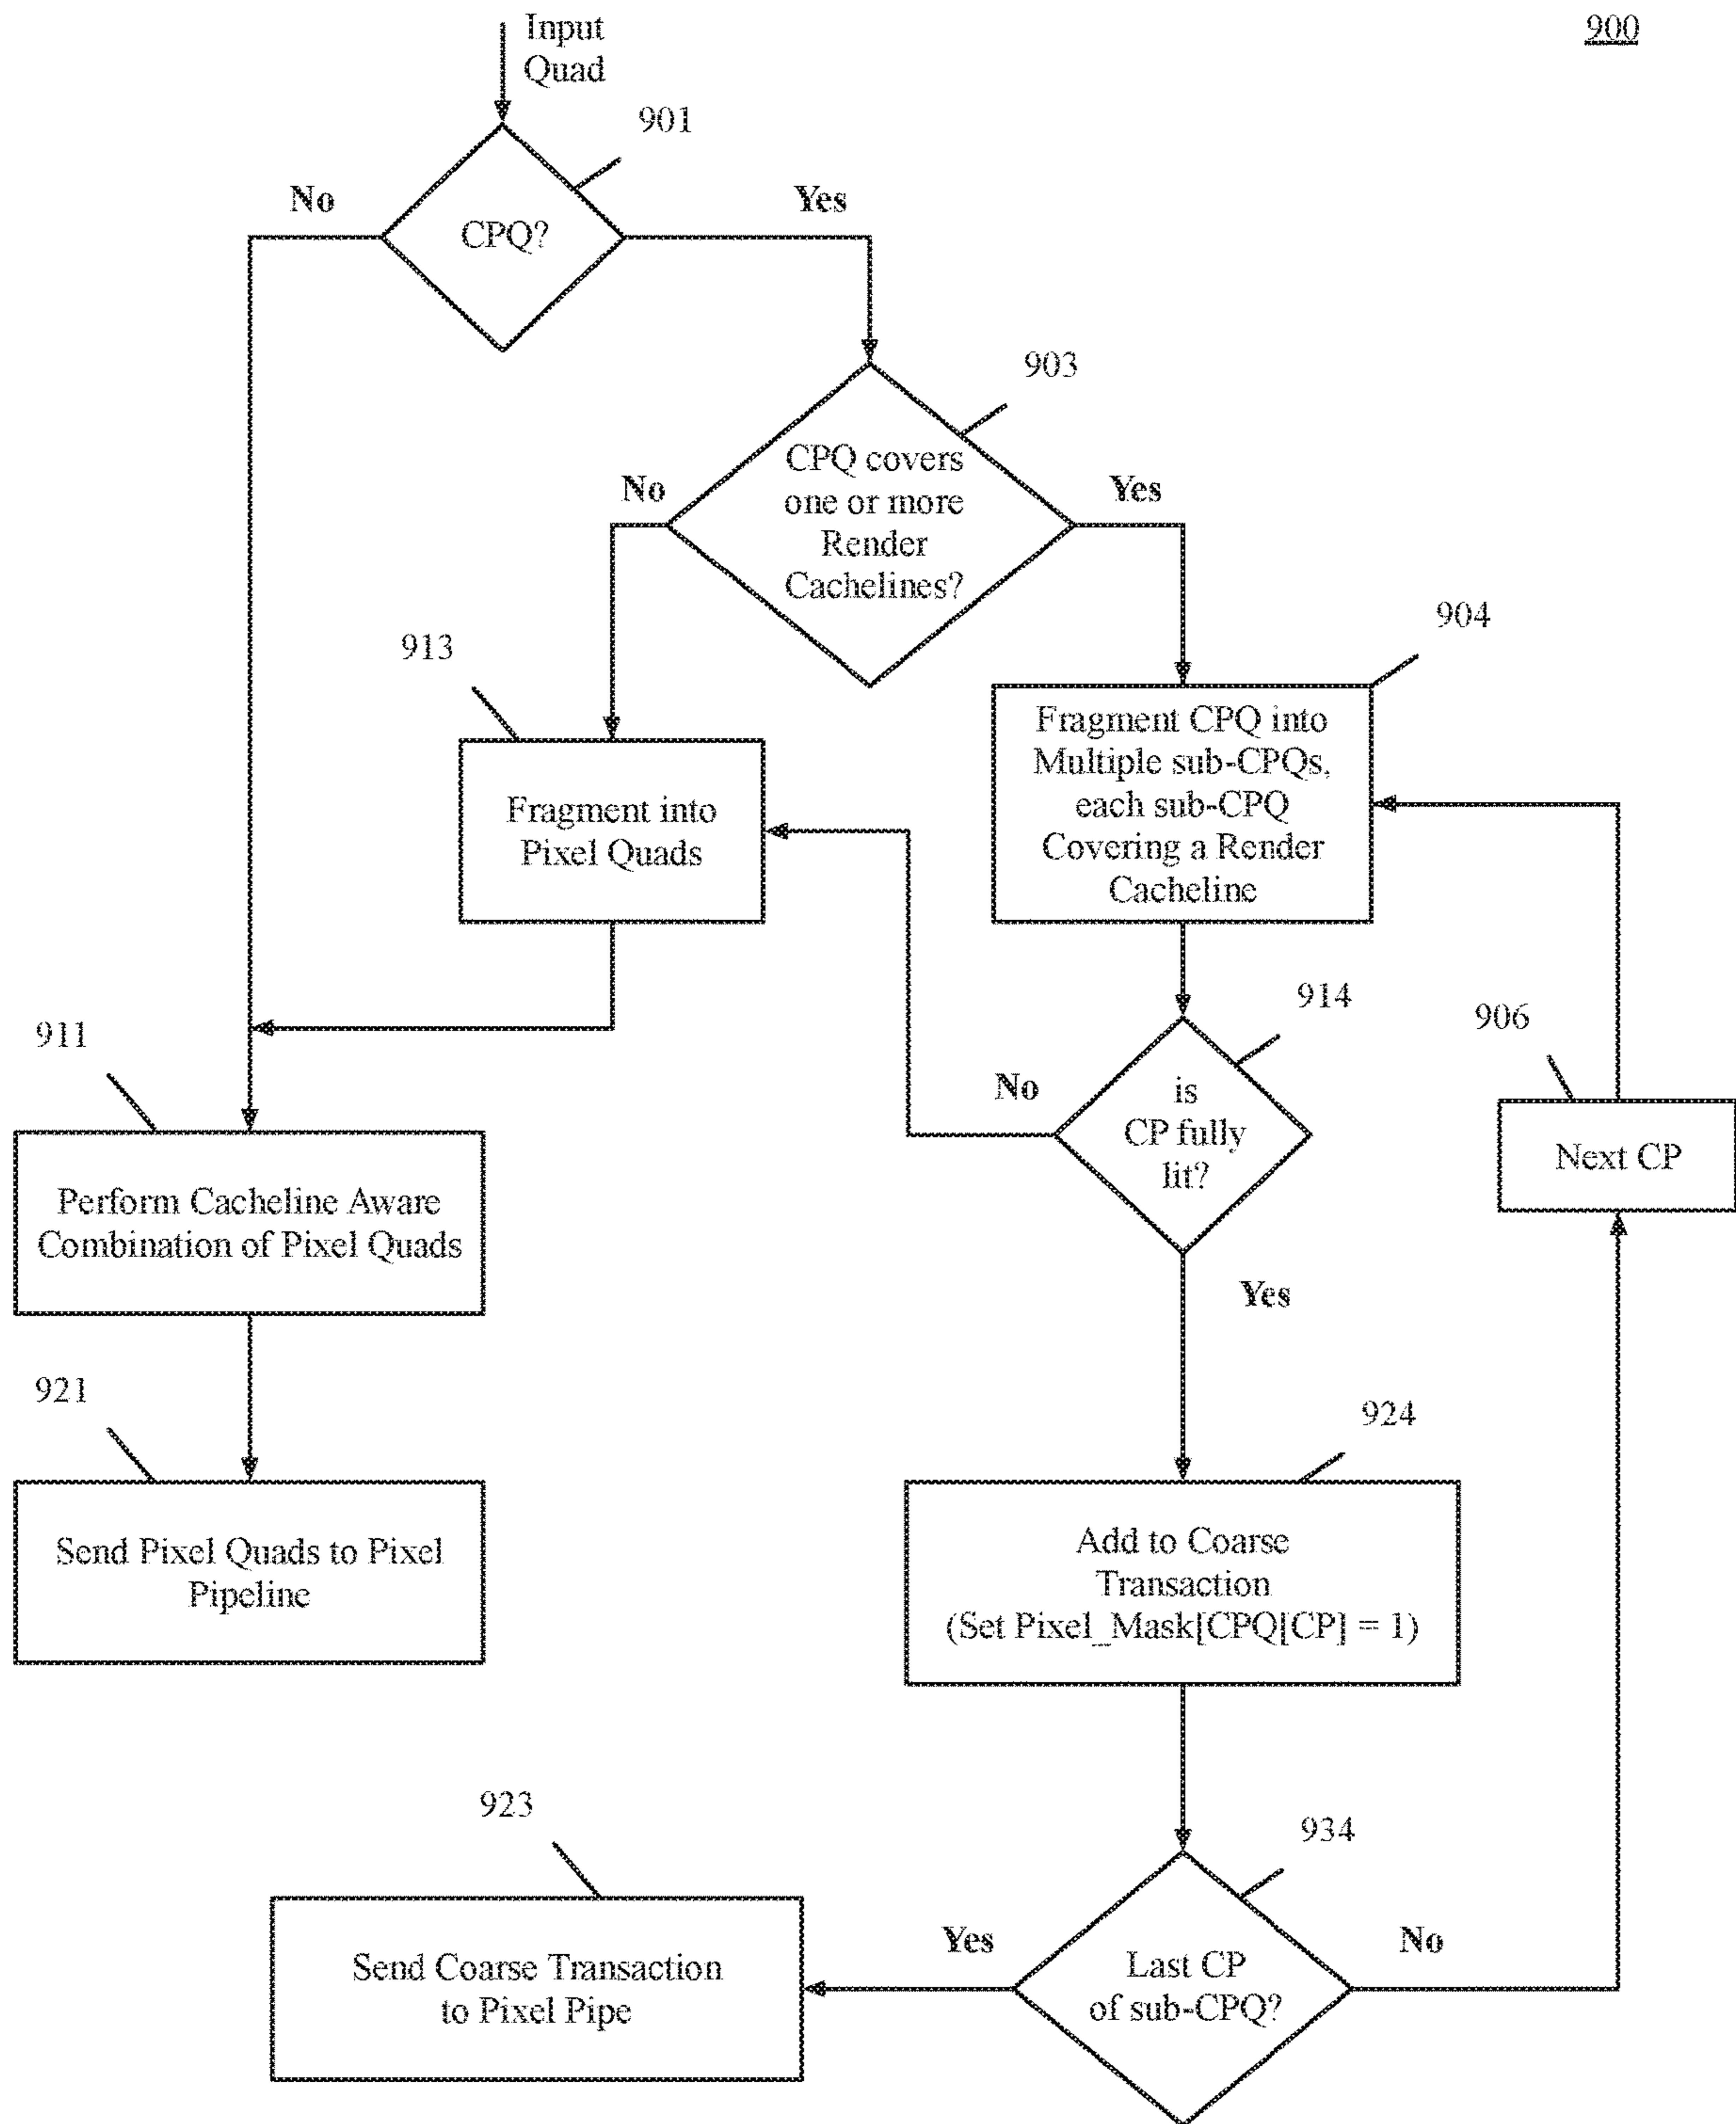 Input
Quad
900
901
No
Yes
CPQ?
903
CPQ covers
one or more
Render
Cachelines?
No
Yes
904
913
Fragment CPQ into
Multiple sub-CPQs,
each sub-CPQ
Covering a Render
Cacheline
Fragment into
Pixel Quads
914
906
911
No
is
CP fully
lit?
Next CP
Perform Cacheline Aware
Combination of Pixel Quads
Yes
921
924
Send Pixel Quads to Pixel
Pipeline
Add to Coarse
Transaction
(Set Pixel_Mask[CPQ[CP] = 1)
923
934
Yes
No
Send Coarse Transaction
to Pixel Pipe
Last CP
of sub-CPQ?